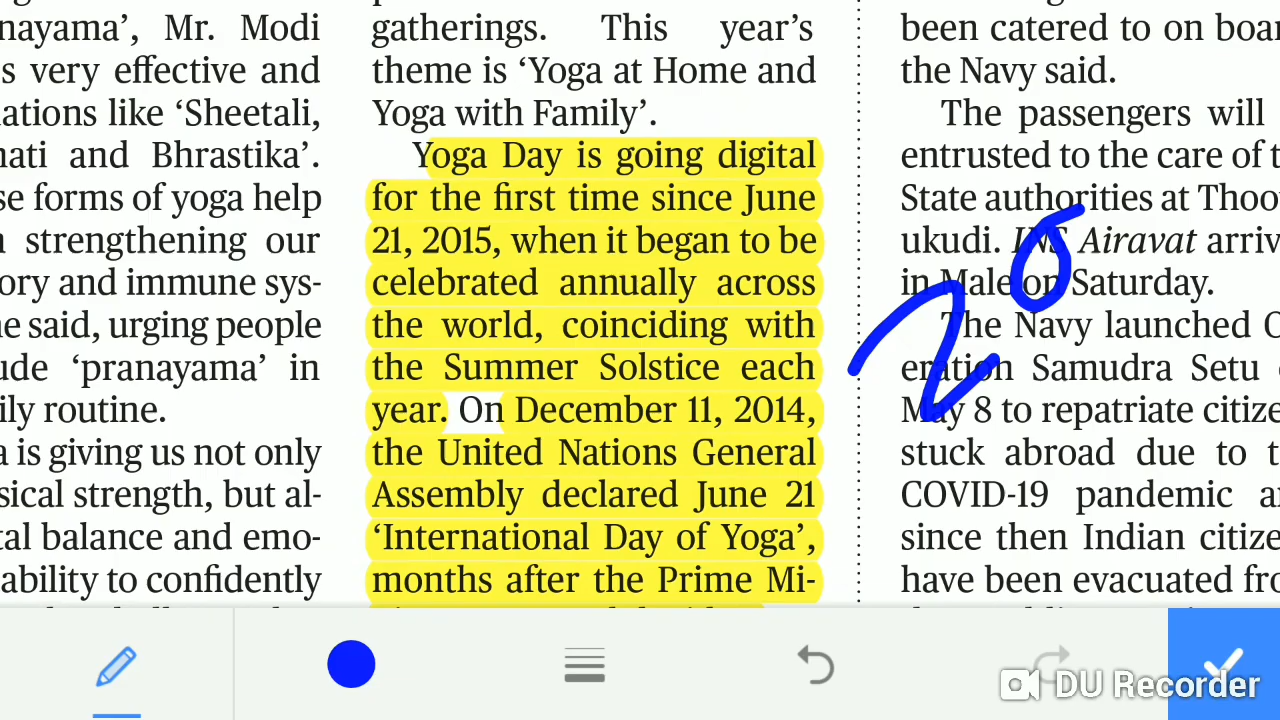 nayama’, Mr. Modi
s very effective and
ations like ‘Sheetali,
and Bhrastika’.
se forms of yoga help
strengthening our
ory and immune sys-
he said, urging people
ude ‘pranayama’ in
ily routine.
a is giving us not only
sical strength, but al-
tal balance and emo-
ability to confidently
gatherings. This year’s
theme is ‘Yoga at Home and
Yoga with Family’.
Yoga Day is going digital
for the first time since June
21, 2015, when it began to be
celebrated annually across
the world, coinciding with
the Summer Solstice each
year. On December 11, 2014,
the United Nations General
Assembly declared June 21
‘International Day of Yoga’,
months after the Prime Mi-
been catered to on boar
the Navy said.
The passengers will
entrusted to the care of t
State authorities at Thoo
ukudi. INS Airavat arriv
in Male on Saturday.
The Navy launched O
eration Samudra Setu
May 8 to repatriate citize
stuck abroad due to t
COVID-19 pandemic a
since then Indian citize
have been evacuated fro
20
DU Recorder